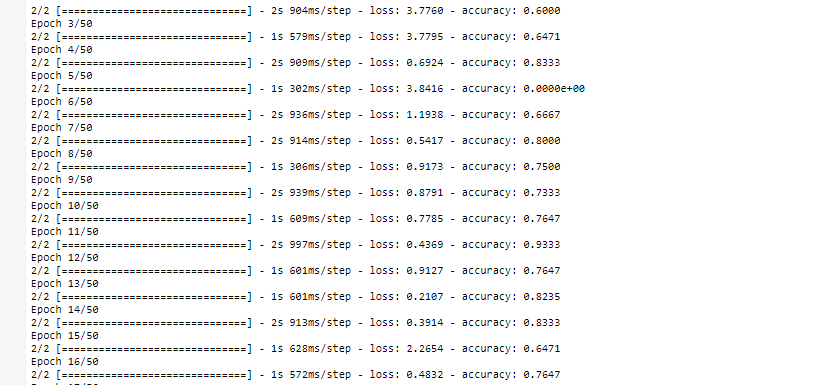 2/2 [==============================] - 2s 904ms/step - loss: 3.7760 - accuracy: 0.6000
Epoch 3/50
2/2 [==============================] - 1s 579ms/step - loss: 3.7795 - accuracy: 0.6471
Epoch 4/50
2/2 [==============================] - 2s 909ms/step - loss: 0.6924 - accuracy: 0.8333
Epoch 5/50
2/2 [==============================] - 1s 302ms/step - loss: 3.8416 - accuracy: 0.0000e+00
Epoch 6/50
2/2 [==============================] - 2s 936ms/step - loss: 1.1938 - accuracy: 0.6667
Epoch 7/50
2/2 [==============================] - 2s 914ms/step - loss: 0.5417 - accuracy: 0.8000
Epoch 8/50
2/2 [==============================] - 1s 306ms/step - loss: 0.9173 - accuracy: 0.7500
Epoch 9/50
2/2 [==============================] - 2s 939ms/step - loss: 0.8791 - accuracy: 0.7333
Epoch 10/50
2/2 [==============================] - 1s 609ms/step - loss: 0.7785 - accuracy: 0.7647
Epoch 11/50
2/2 [==============================] - 2s 997ms/step - loss: 0.4369 - accuracy: 0.9333
Epoch 12/50
2/2 [==============================] - 1s 601ms/step - loss: 0.9127 - accuracy: 0.7647
Epoch 13/50
2/2 [==============================] - 1s 601ms/step - loss: 0.2107 - accuracy: 0.8235
Epoch 14/50
2/2 [==============================] - 2s 913ms/step - loss: 0.3914 - accuracy: 0.8333
Epoch 15/50
2/2 [==============================] - 1s 628ms/step - loss: 2.2654 - accuracy: 0.6471
Epoch 16/50
2/2 [==============================] - 1s 572ms/step - loss: 0.4832 - accuracy: 0.7647